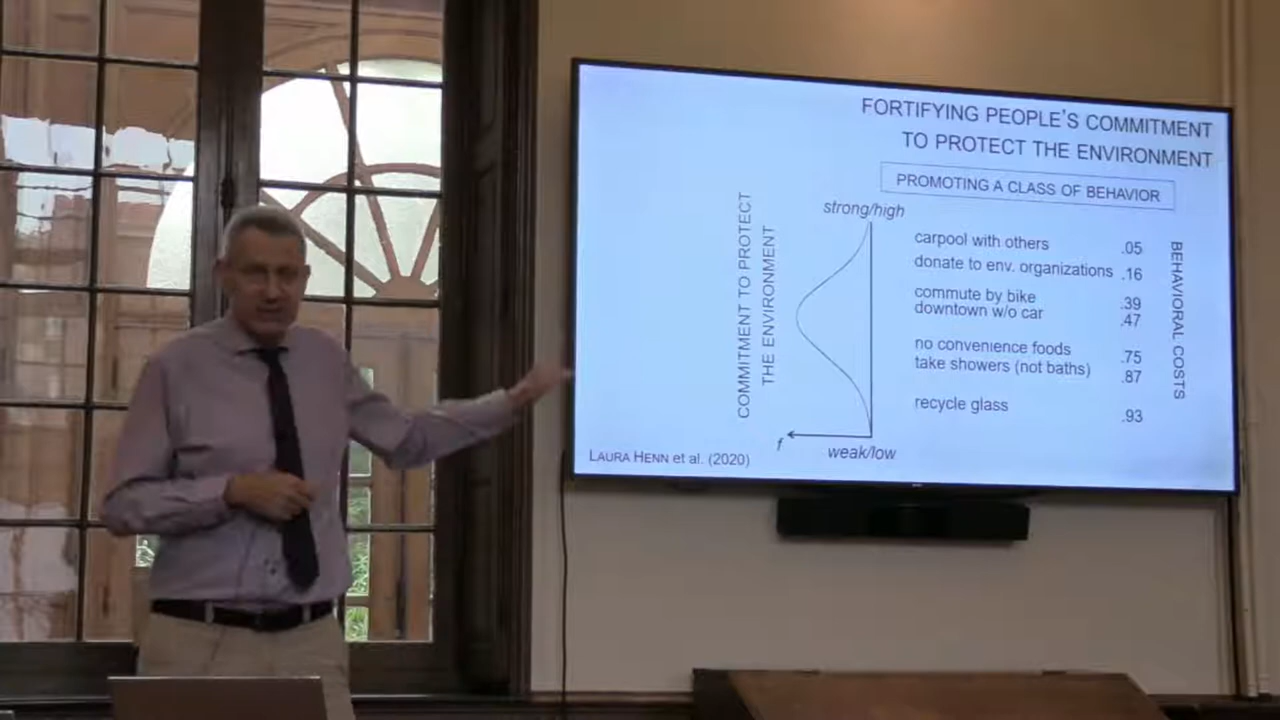 FORTIFYING PEOPLE'S COMMITMENT
TO PROTECT THE ENVIRONMENT
PROMOTING A CLASS OF BEHAVIOR
COMMITMENT TO PROTECT
THE ENVIRONMENT
strong/high
carpool with others .05
donate to env. organizations .16
commute by bike .39
downtown w/o car .47
no convenience foods .75
take showers (not baths) .87
recycle glass .93
BEHAVIORAL COSTS
f
weak/low
LAURA HENN et al. (2020)